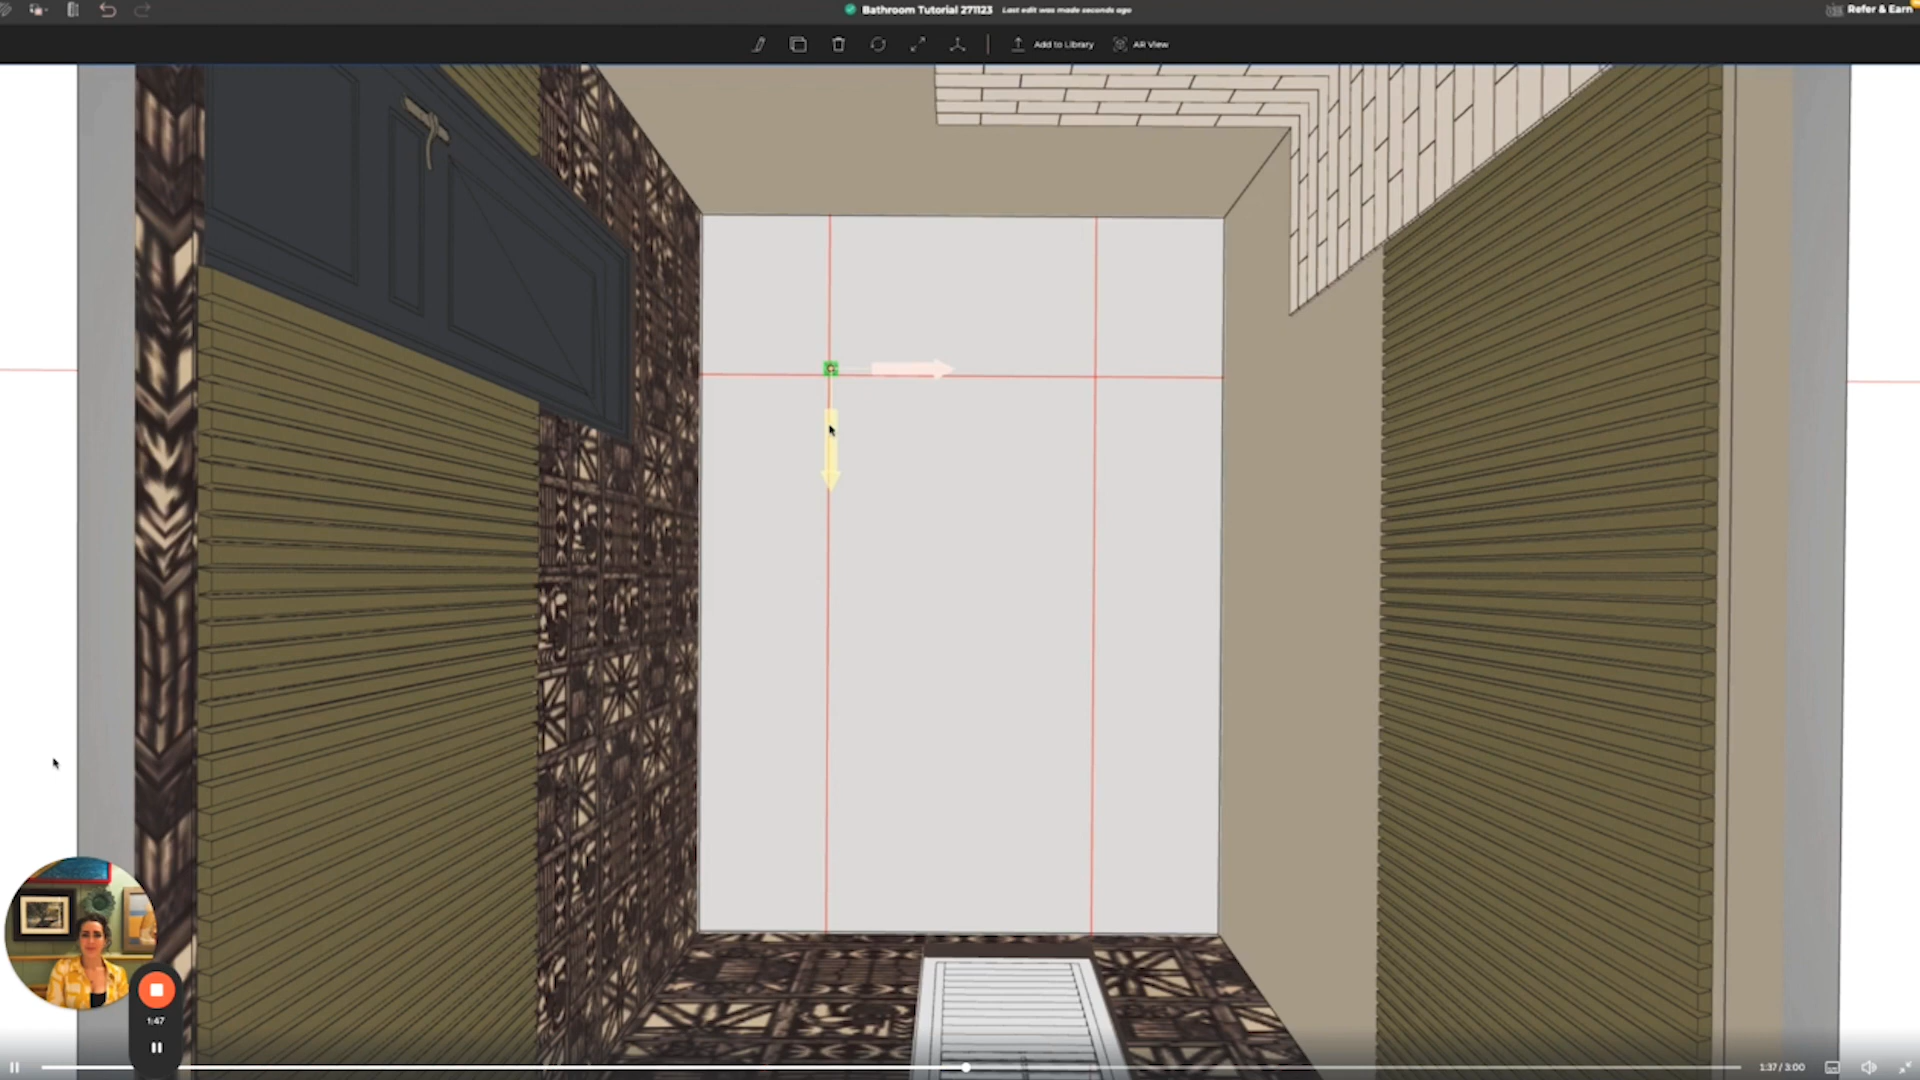 Bathroom Tutorial 271123 Last edit was made seconds ago
Refer & Earn
Add to Library AR View
1:47
1:37 / 3:00